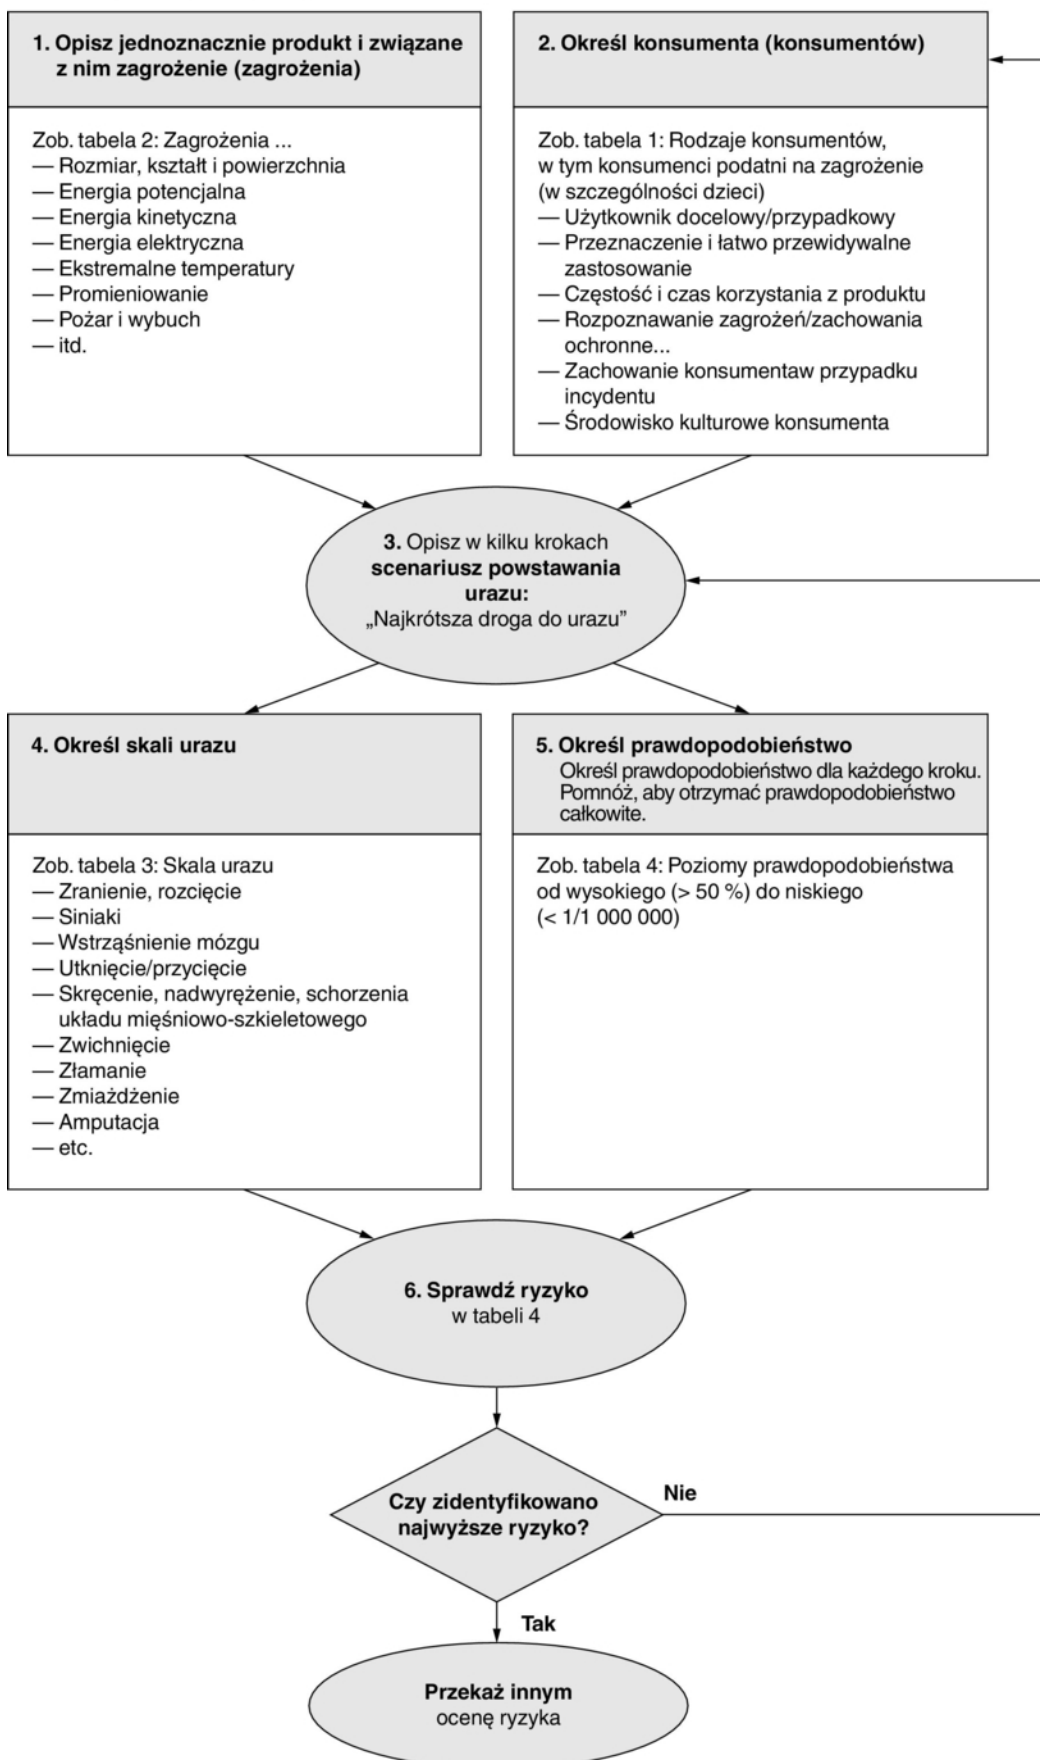 1. Opisz jednoznacznie produkt i związane
z nim zagrożenie (zagrożenia)
Zob. tabela 2: Zagrożenia ...
— Rozmiar, kształt i powierzchnia
— Energia potencjalna
— Energia kinetyczna
— Energia elektryczna
— Ekstremalne temperatury
— Promieniowanie
— Pożar i wybuch
— itd.
2. Określ konsumenta (konsumentów)
Zob. tabela 1: Rodzaje konsumentów,
w tym konsumenci podatni na zagrożenie
(w szczególności dzieci)
— Użytkownik docelowy/przypadkowy
— Przeznaczenie i łatwo przewidywalne
zastosowanie
— Częstość i czas korzystania z produktu
— Rozpoznawanie zagrożeń/zachowania
ochronne...
— Zachowanie konsumentaw przypadku
incydentu
— Środowisko kulturowe konsumenta
3. Opisz w kilku krokach
scenariusz powstawania
urazu:
„Najkrótsza droga do urazu”
4. Określ skali urazu
Zob. tabela 3: Skala urazu
— Zranienie, rozcięcie
— Siniaki
— Wstrząśnienie mózgu
— Utknięcie/przycięcie
— Skręcenie, nadwyrężenie, schorzenia
układu mięśniowo-szkieletowego
— Zwichnięcie
— Złamanie
— Zmiażdżenie
— Amputacja
— etc.
5. Określ prawdopodobieństwo
Określ prawdopodobieństwo dla każdego kroku.
Pomnóż, aby otrzymać prawdopodobieństwo
całkowite.
Zob. tabela 4: Poziomy prawdopodobieństwa
od wysokiego (> 50 %) do niskiego
(< 1/1 000 000)
6. Sprawdź ryzyko
w tabeli 4
Czy zidentyfikowano
najwyższe ryzyko?
Nie
Tak
Przekaż innym
ocenę ryzyka